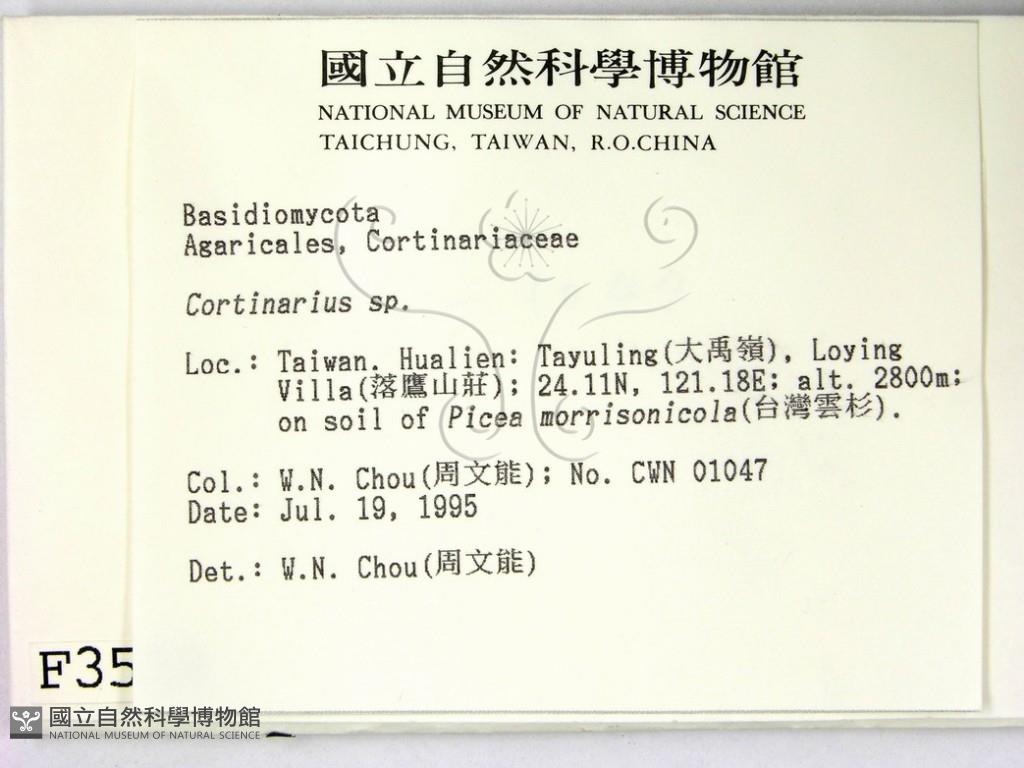 國立自然科學博物館
NATIONAL MUSEUM OF NATURAL SCIENCE
TAICHUNG, TAIWAN, R.O.CHINA
Basidiomycota
Agaricales, Cortinariaceae
Cortinarius sp.
Loc.: Taiwan. Hualien: Tayuling(大禹嶺), Loying
Villa(落鷹山莊); 24.11N, 121.18E; alt. 2800m;
on soil of Picea morrisonicola(台灣雲杉).
Col.: W.N. Chou(周文能); No. CWN 01047
Date: Jul. 19, 1995
Det.: W.N. Chou(周文能)
F35
國立自然科學博物館
NATIONAL MUSEUM OF NATURAL SCIENCE